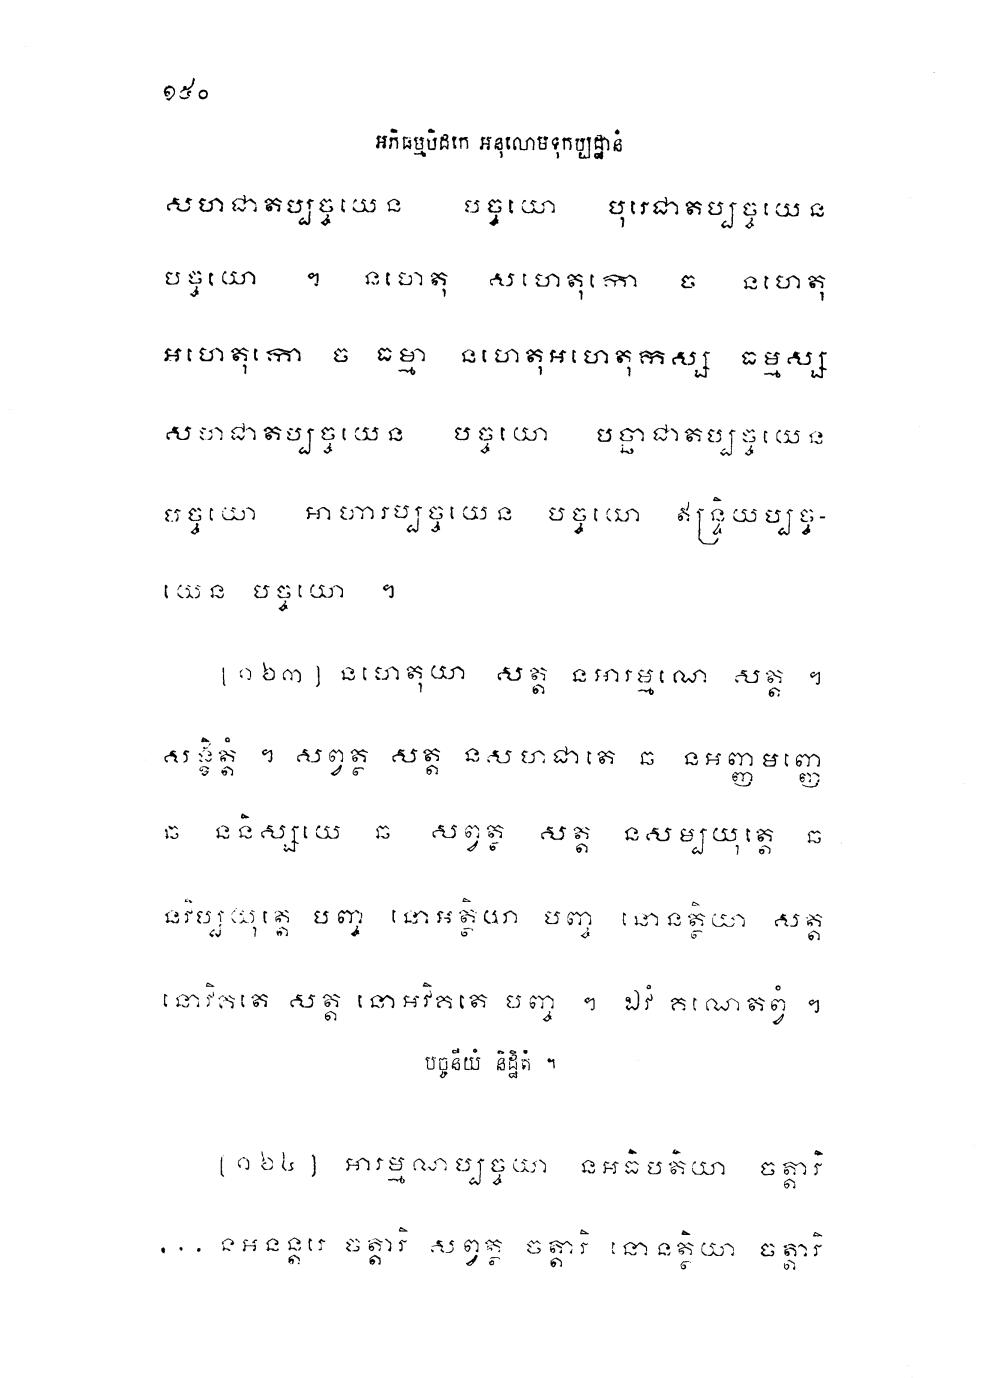 ១៥០
អភិធម្មបិដកេ អនុលោមទុកប្បដ្ឋានំ
សហជាតប្បច្ចយេន បច្ចយោ បុរេជាតប្បច្ចយេន
បច្ចយោ ។ នហេតុ សហេតុកោ ច នហេតុ
អហេតុកោ ច ធម្មា នហេតុអហេតុកស្ស ធម្មស្ស
សហជាតប្បច្ចយេន បច្ចយោ បច្ឆាជាតប្បច្ចយេន
បច្ចយោ អាហារប្បច្ចយេន បច្ចយោ ឥន្ទ្រិយប្បច្ច-
យេន បច្ចយោ ។
[១៦៣] នហេតុយា សត្ត នអារម្មណេ សត្ត ។
សង្ខិត្តំ ។ សព្វត្ថ សត្ត នសហជាតេ ឆ នអញ្ញមញ្ញេ
ឆ ននិស្សយេ ឆ សព្វត្ថ សត្ត នសម្បយុត្តេ ឆ
នវិប្បយុត្តេ បញ្ច នោអត្ថិយា បញ្ច នោនត្ថិយា សត្ត
នោវិគតេ សត្ត នោអវិគតេ បញ្ច ។ ឯវំ គណេតព្វំ ។
បច្ចនីយំ និដ្ឋិតំ ។
[១៦៤] អារម្មណប្បច្ចយា នអធិបតិយា ចត្តារិ
... នអនន្តរេ ចត្តារិ សព្វត្ថ ចត្តារិ នោនត្ថិយា ចត្តារិ